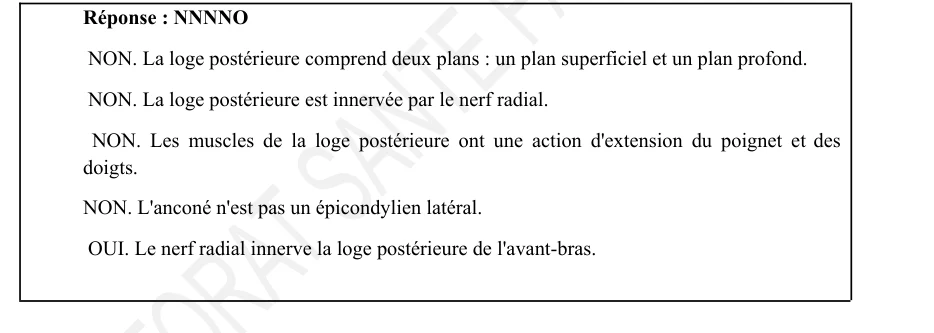 Réponse : NNNNO
NON. La loge postérieure comprend deux plans : un plan superficiel et un plan profond.
NON. La loge postérieure est innervée par le nerf radial.
NON. Les muscles de la loge postérieure ont une action d'extension du poignet et des
doigts.
NON. L'anconé n'est pas un épicondylien latéral.
OUI. Le nerf radial innerve la loge postérieure de l'avant-bras.
ORAT SANTE